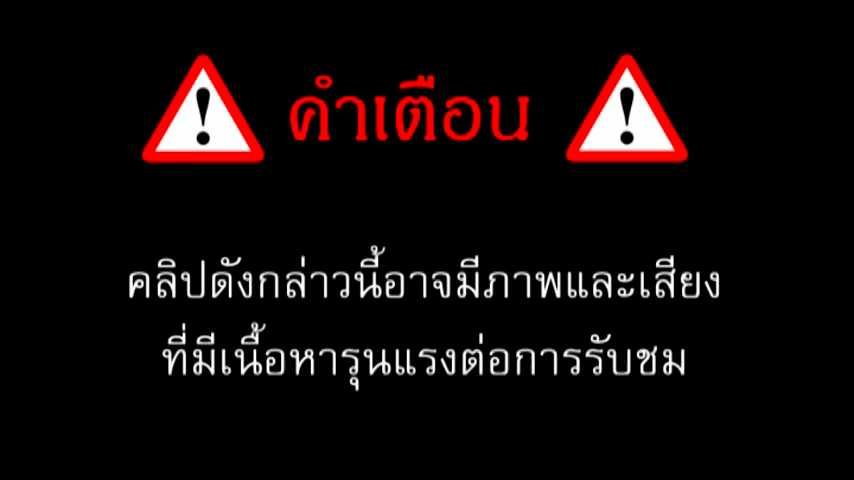 คำเตือน
คลิปดังกล่าวนี้อาจมีภาพและเสียง
ที่มีเนื้อหารุนแรงต่อการรับชม